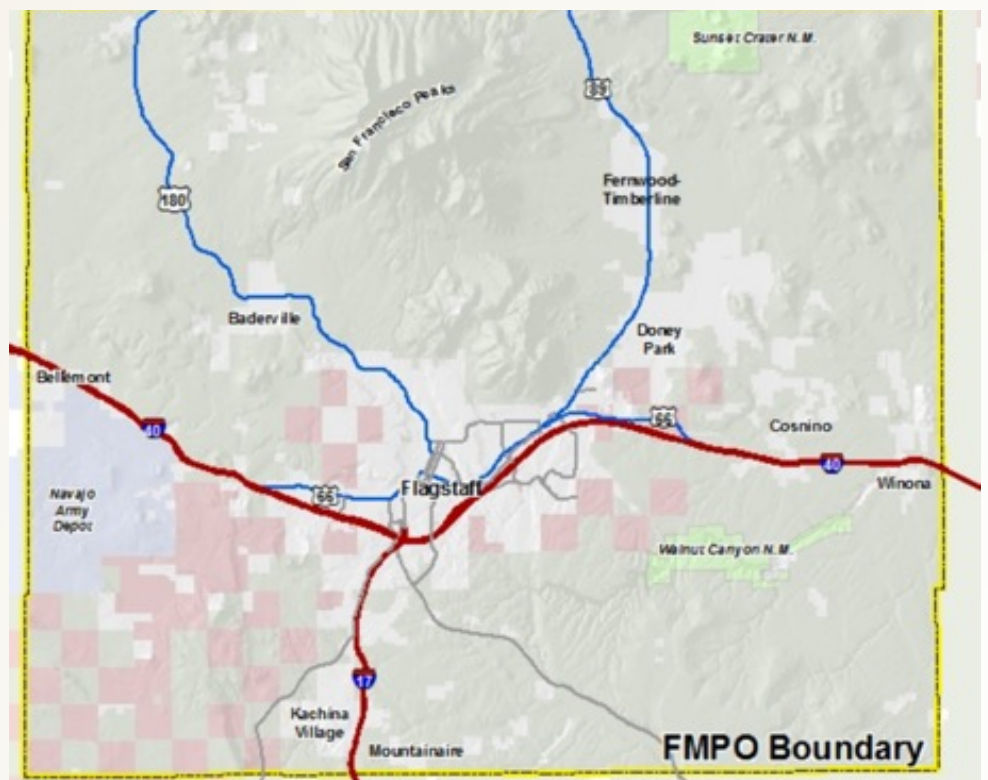 Sunset Crater N.M.
89
San Francisco Peaks
Fernwood-
Timberline
180
Baderville
Doney
Park
Bellemont
66
Cosnino
40
40
Flagstaff
Winona
66
Navajo
Army
Depot
Walnut Canyon N.M.
17
Kachina
Village
Mountainaire
FMPO Boundary